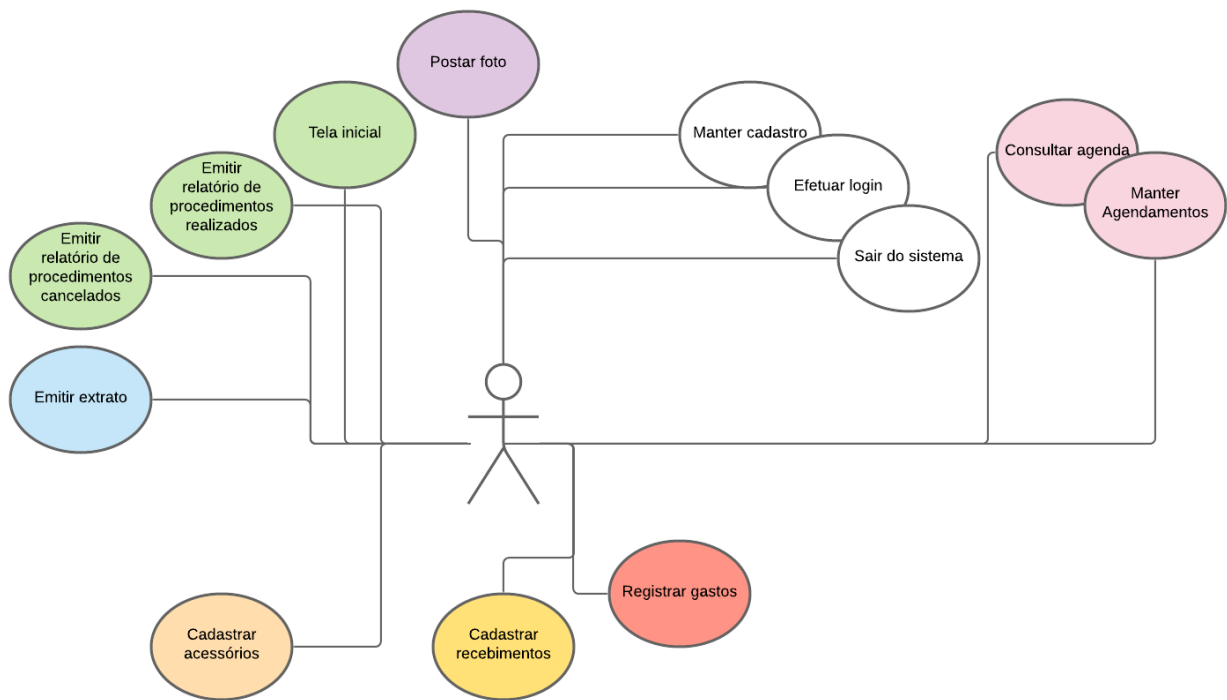 Postar foto
Tela inicial
Manter cadastro
Consultar agenda
Emitir
relatório de
procedimentos
realizados
Efetuar login
Manter
Agendamentos
Emitir
relatório de
procedimentos
cancelados
Sair do sistema
Emitir extrato
Registrar gastos
Cadastrar
acessórios
Cadastrar
recebimentos